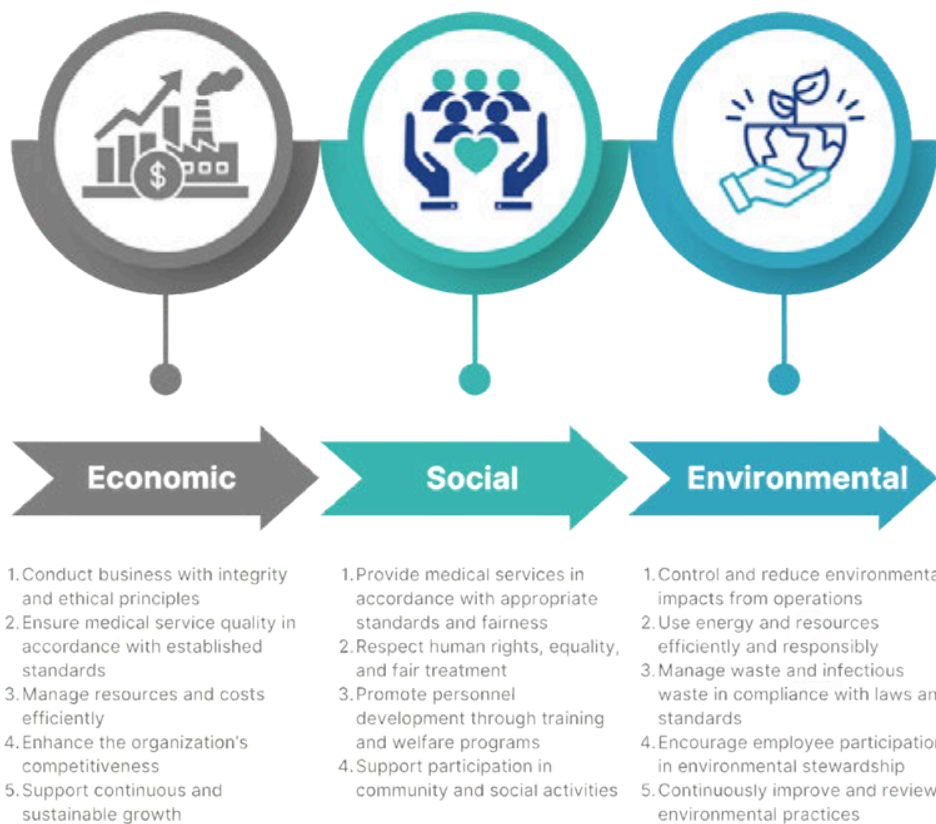 $
Economic
1. Conduct business with integrity
and ethical principles
2. Ensure medical service quality in
accordance with established
standards
3. Manage resources and costs
efficiently
4. Enhance the organization's
competitiveness
5. Support continuous and
sustainable growth
Social
1. Provide medical services in
accordance with appropriate
standards and fairness
2. Respect human rights, equality,
and fair treatment
3. Promote personnel
development through training
and welfare programs
4. Support participation in
community and social activities
Environmental
1. Control and reduce environmenta
impacts from operations
2. Use energy and resources
efficiently and responsibly
3. Manage waste and infectious
waste in compliance with laws an
standards
4. Encourage employee participation
in environmental stewardship
5. Continuously improve and review
environmental practices